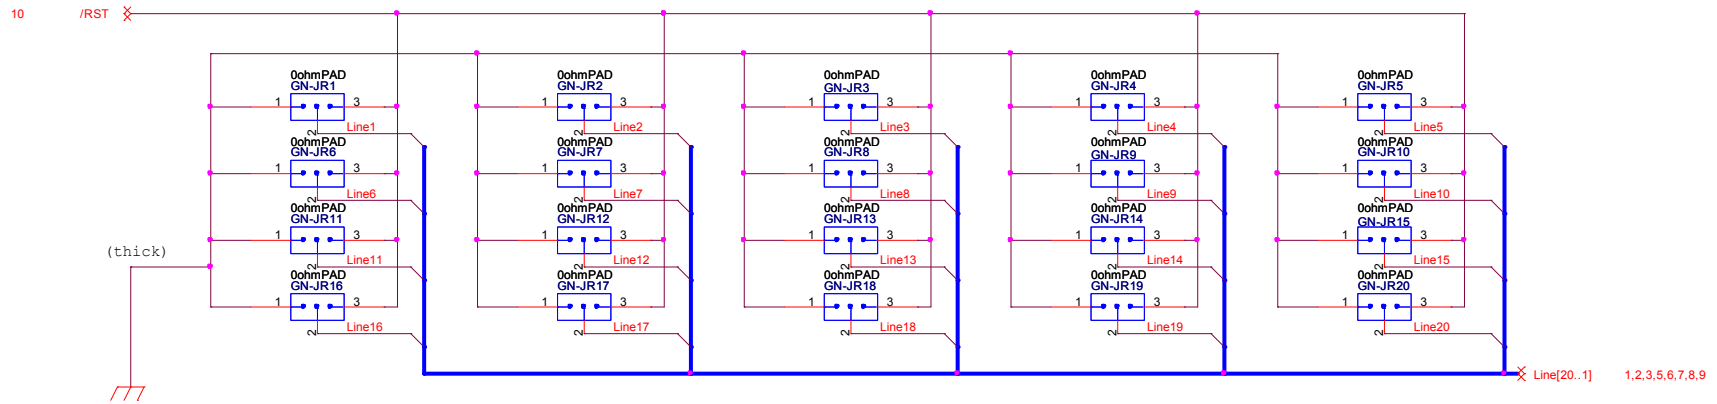 10 /RST
0ohmPAD 0ohmPAD 0ohmPAD 0ohmPAD 0ohmPAD
GN-JR1 GN-JR2 GN-JR3 GN-JR4 GN-JR5
1 3 1 3 1 3 1 3 1 3
2 Line1 2 Line2 2 Line3 2 Line4 2 Line5
0ohmPAD 0ohmPAD 0ohmPAD 0ohmPAD 0ohmPAD
GN-JR6 GN-JR7 GN-JR8 GN-JR9 GN-JR10
1 3 1 3 1 3 1 3 1 3
2 Line6 2 Line7 2 Line8 2 Line9 2 Line10
0ohmPAD 0ohmPAD 0ohmPAD 0ohmPAD 0ohmPAD
GN-JR11 GN-JR12 GN-JR13 GN-JR14 GN-JR15
1 3 1 3 1 3 1 3 1 3
(thick)
2 Line11 2 Line12 2 Line13 2 Line14 2 Line15
0ohmPAD 0ohmPAD 0ohmPAD 0ohmPAD 0ohmPAD
GN-JR16 GN-JR17 GN-JR18 GN-JR19 GN-JR20
1 3 1 3 1 3 1 3 1 3
2 Line16 2 Line17 2 Line18 2 Line19 2 Line20
Line[20..1] 1,2,3,5,6,7,8,9